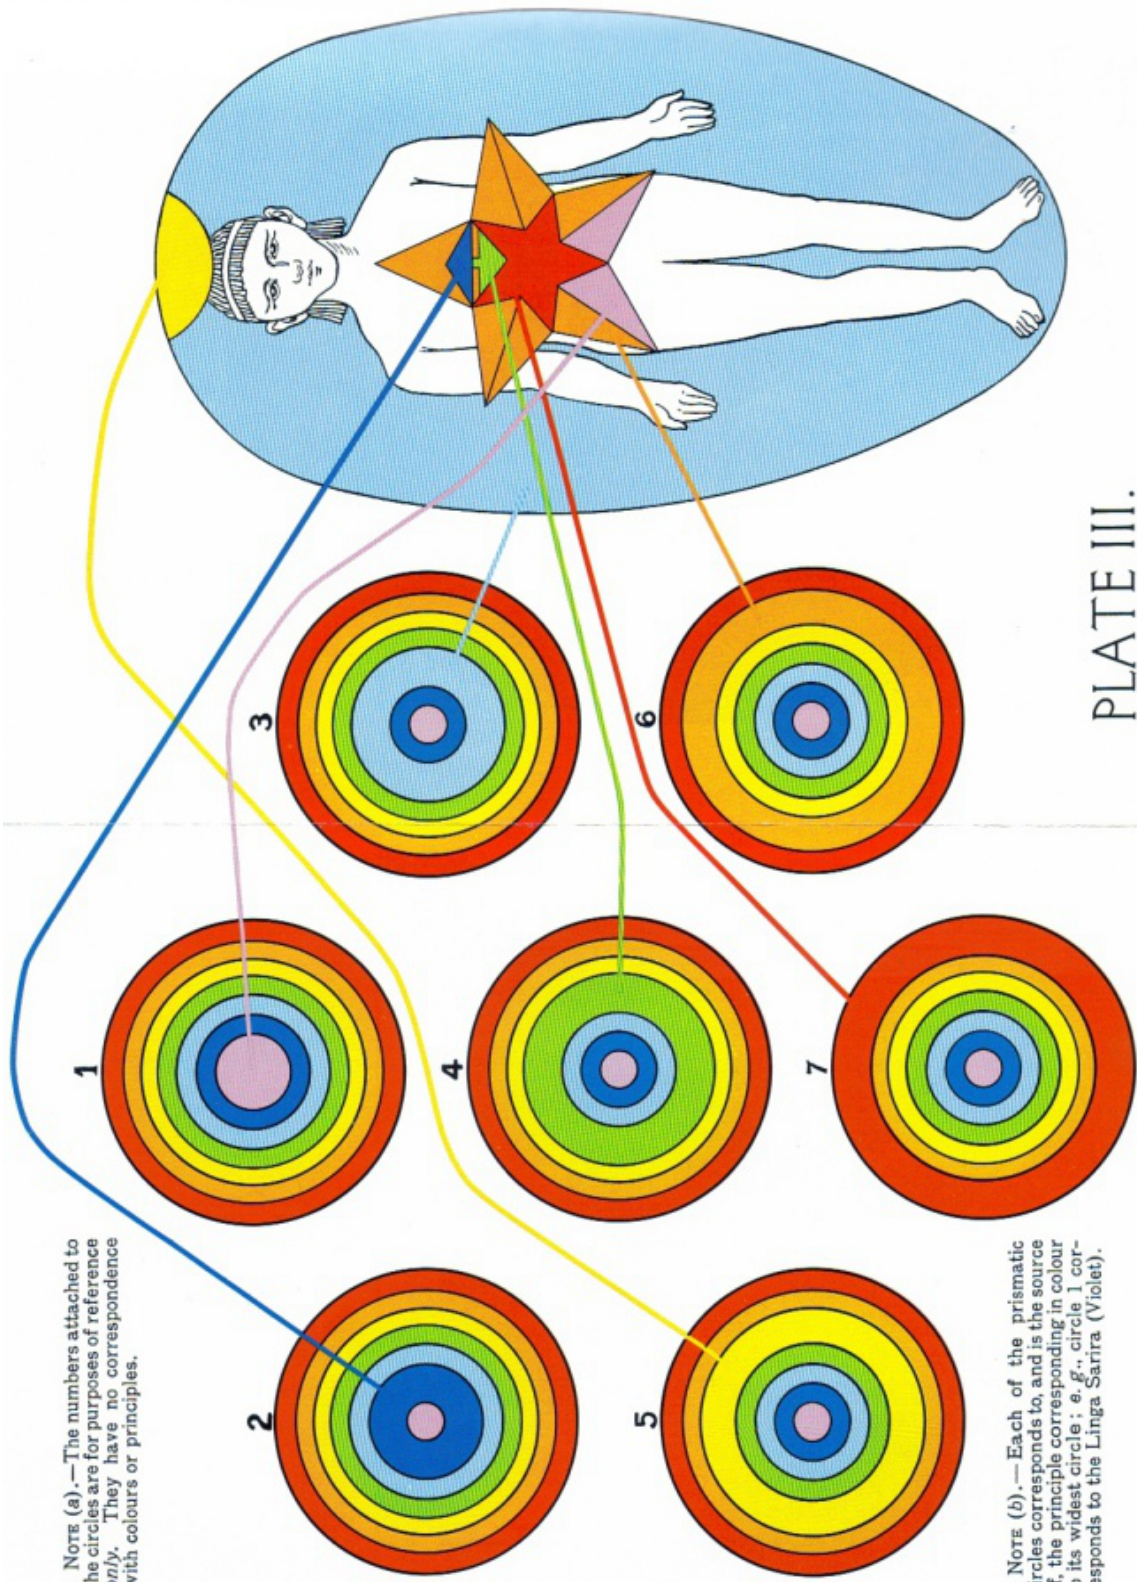 NOTE (a).—The numbers attached to
he circles are for purposes of reference
only. They have no correspondence
with colours or principles.
2
5
1
4
7
3
6
NOTE (b).— Each of the prismatic
rcles corresponds to, and is the source
f, the principle corresponding in colour
o its widest circle; e. g., circle 1 cor-
esponds to the Linga Sarira (Violet).
PLATE III.